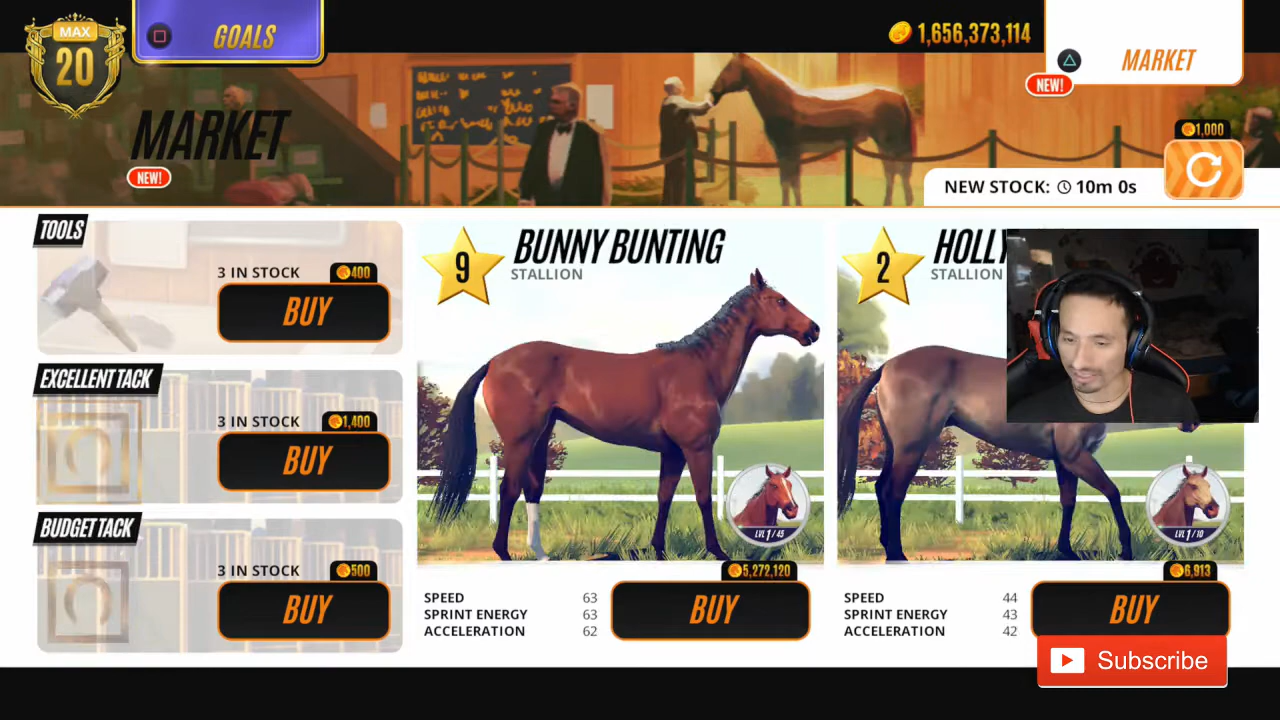 MAX
20
GOALS
1,656,373,114
MARKET
NEW!
MARKET
NEW!
1,000
NEW STOCK: 10m 0s
TOOLS
3 IN STOCK
400
BUY
EXCELLENT TACK
3 IN STOCK
1,400
BUY
BUDGET TACK
3 IN STOCK
500
BUY
9
BUNNY BUNTING
STALLION
LVL 1/45
5,272,120
SPEED 63
SPRINT ENERGY 63
ACCELERATION 62
BUY
2
STALLION
LVL 1/10
6,913
SPEED 44
SPRINT ENERGY 43
ACCELERATION 42
BUY
Subscribe